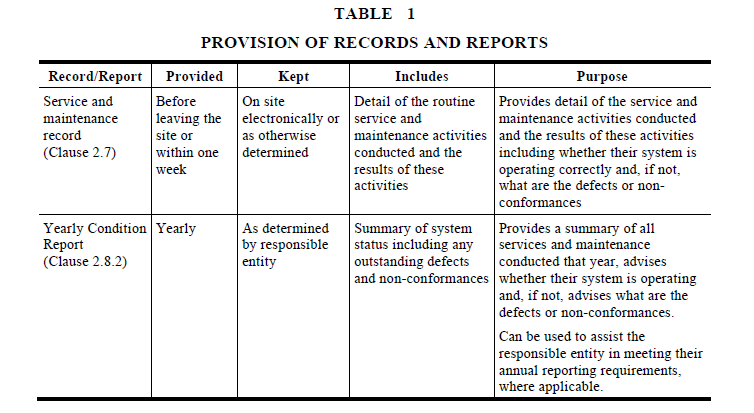 TABLE 1
PROVISION OF RECORDS AND REPORTS
Record/Report Provided Kept Includes Purpose
Service and
maintenance
record
(Clause 2.7)
Before
leaving the
site or
within one
week
On site
electronically or
as otherwise
determined
Detail of the routine
service and
maintenance activities
conducted and the
results of these
activities
Provides detail of the service and
maintenance activities conducted
and the results of these activities
including whether their system is
operating correctly and, if not,
what are the defects or non-
conformances
Yearly Condition
Report
(Clause 2.8.2)
Yearly
As determined
by responsible
entity
Summary of system
status including any
outstanding defects
and non-conformances
Provides a summary of all
services and maintenance
conducted that year, advises
whether their system is operating
and, if not, advises what are the
defects or non-conformances.
Can be used to assist the
responsible entity in meeting their
annual reporting requirements,
where applicable.